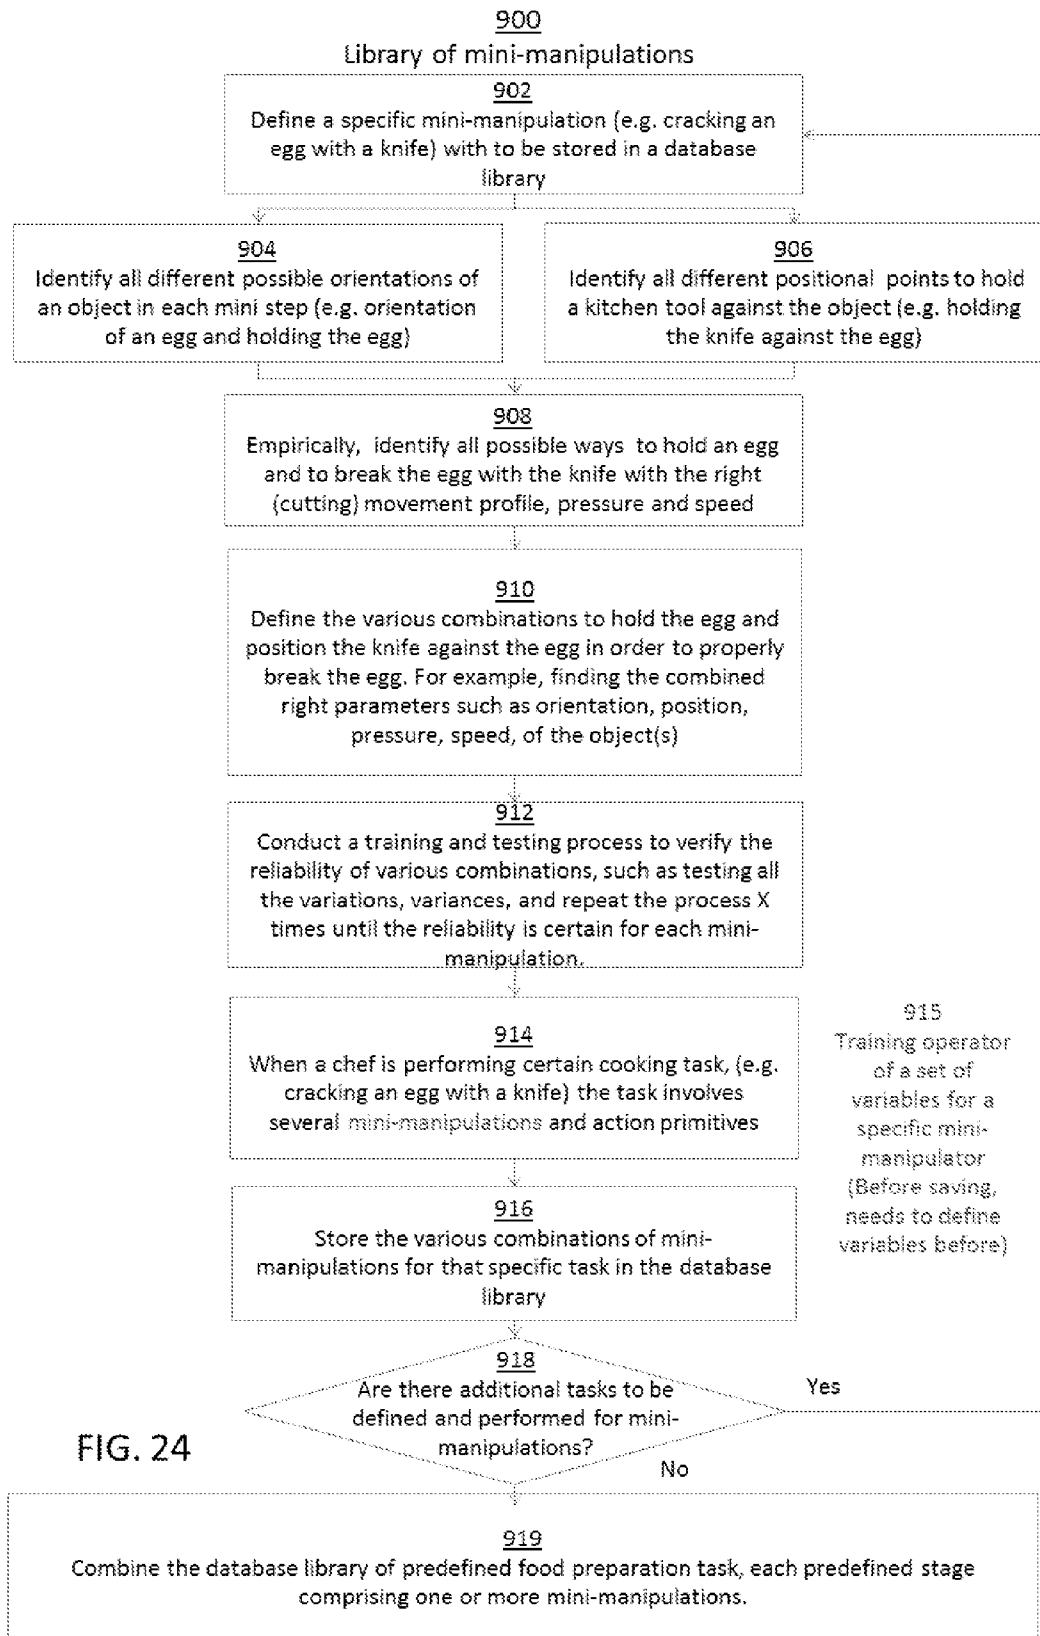 900
Library of mini-manipulations
902
Define a specific mini-manipulation (e.g. cracking an
egg with a knife) with to be stored in a database
library
904
Identify all different possible orientations of
an object in each mini step (e.g. orientation
of an egg and holding the egg)
906
Identify all different positional points to hold
a kitchen tool against the object (e.g. holding
the knife against the egg)
908
Empirically, identify all possible ways to hold an egg
and to break the egg with the knife with the right
(cutting) movement profile, pressure and speed
910
Define the various combinations to hold the egg and
position the knife against the egg in order to properly
break the egg. For example, finding the combined
right parameters such as orientation, position,
pressure, speed, of the object(s)
912
Conduct a training and testing process to verify the
reliability of various combinations, such as testing all
the variations, variances, and repeat the process X
times until the reliability is certain for each mini-
manipulation.
914
When a chef is performing certain cooking task, (e.g.
cracking an egg with a knife) the task involves
several mini-manipulations and action primitives
915
Training operator
of a set of
variables for a
specific mini-
manipulator
(Before saving,
needs to define
variables before)
916
Store the various combinations of mini-
manipulations for that specific task in the database
library
918
Are there additional tasks to be
defined and performed for mini-
manipulations?
Yes
No
FIG. 24
919
Combine the database library of predefined food preparation task, each predefined stage
comprising one or more mini-manipulations.